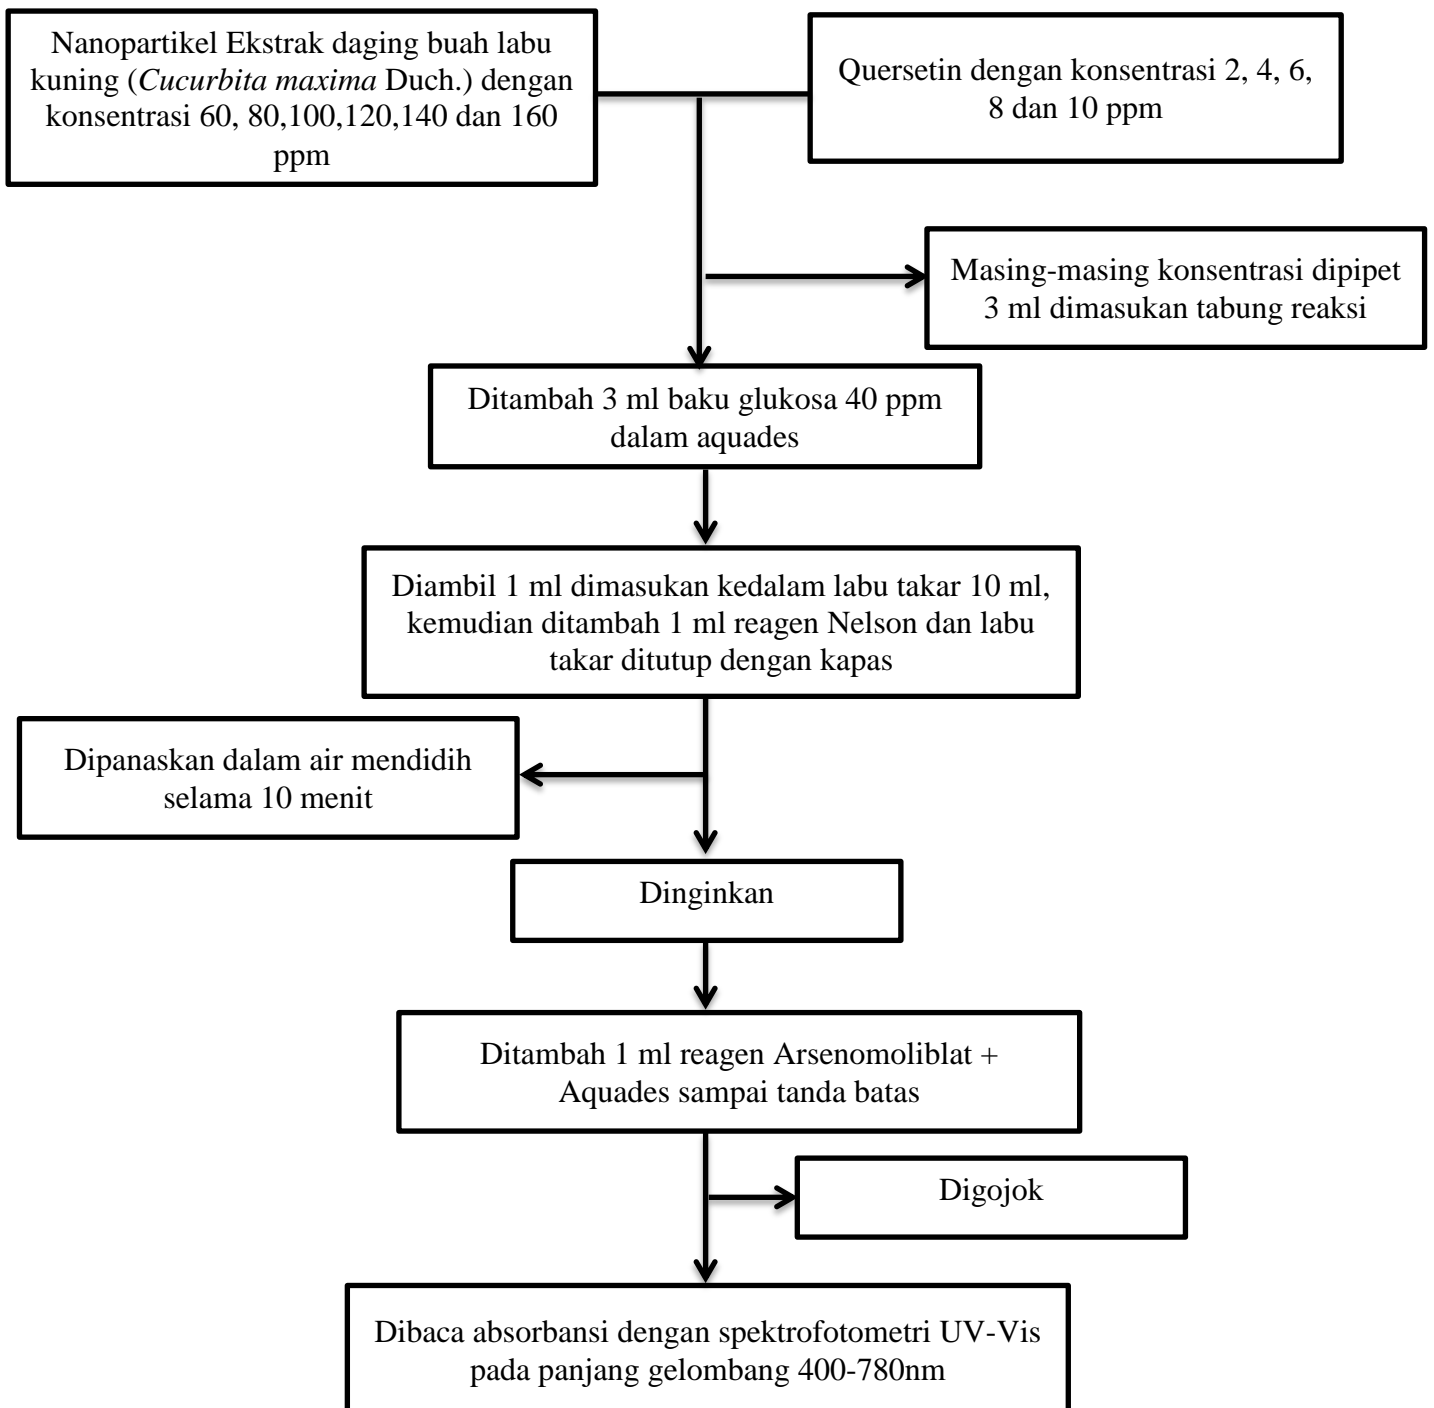 Nanopartikel Ekstrak daging buah labu
kuning (Cucurbita maxima Duch.) dengan
konsentrasi 60, 80,100,120,140 dan 160
ppm
Quersetin dengan konsentrasi 2, 4, 6,
8 dan 10 ppm
Masing-masing konsentrasi dipipet
3 ml dimasukan tabung reaksi
Ditambah 3 ml baku glukosa 40 ppm
dalam aquades
Diambil 1 ml dimasukan kedalam labu takar 10 ml,
kemudian ditambah 1 ml reagen Nelson dan labu
takar ditutup dengan kapas
Dipanaskan dalam air mendidih
selama 10 menit
Dinginkan
Ditambah 1 ml reagen Arsenomoliblat +
Aquades sampai tanda batas
Digojok
Dibaca absorbansi dengan spektrofotometri UV-Vis
pada panjang gelombang 400-780nm